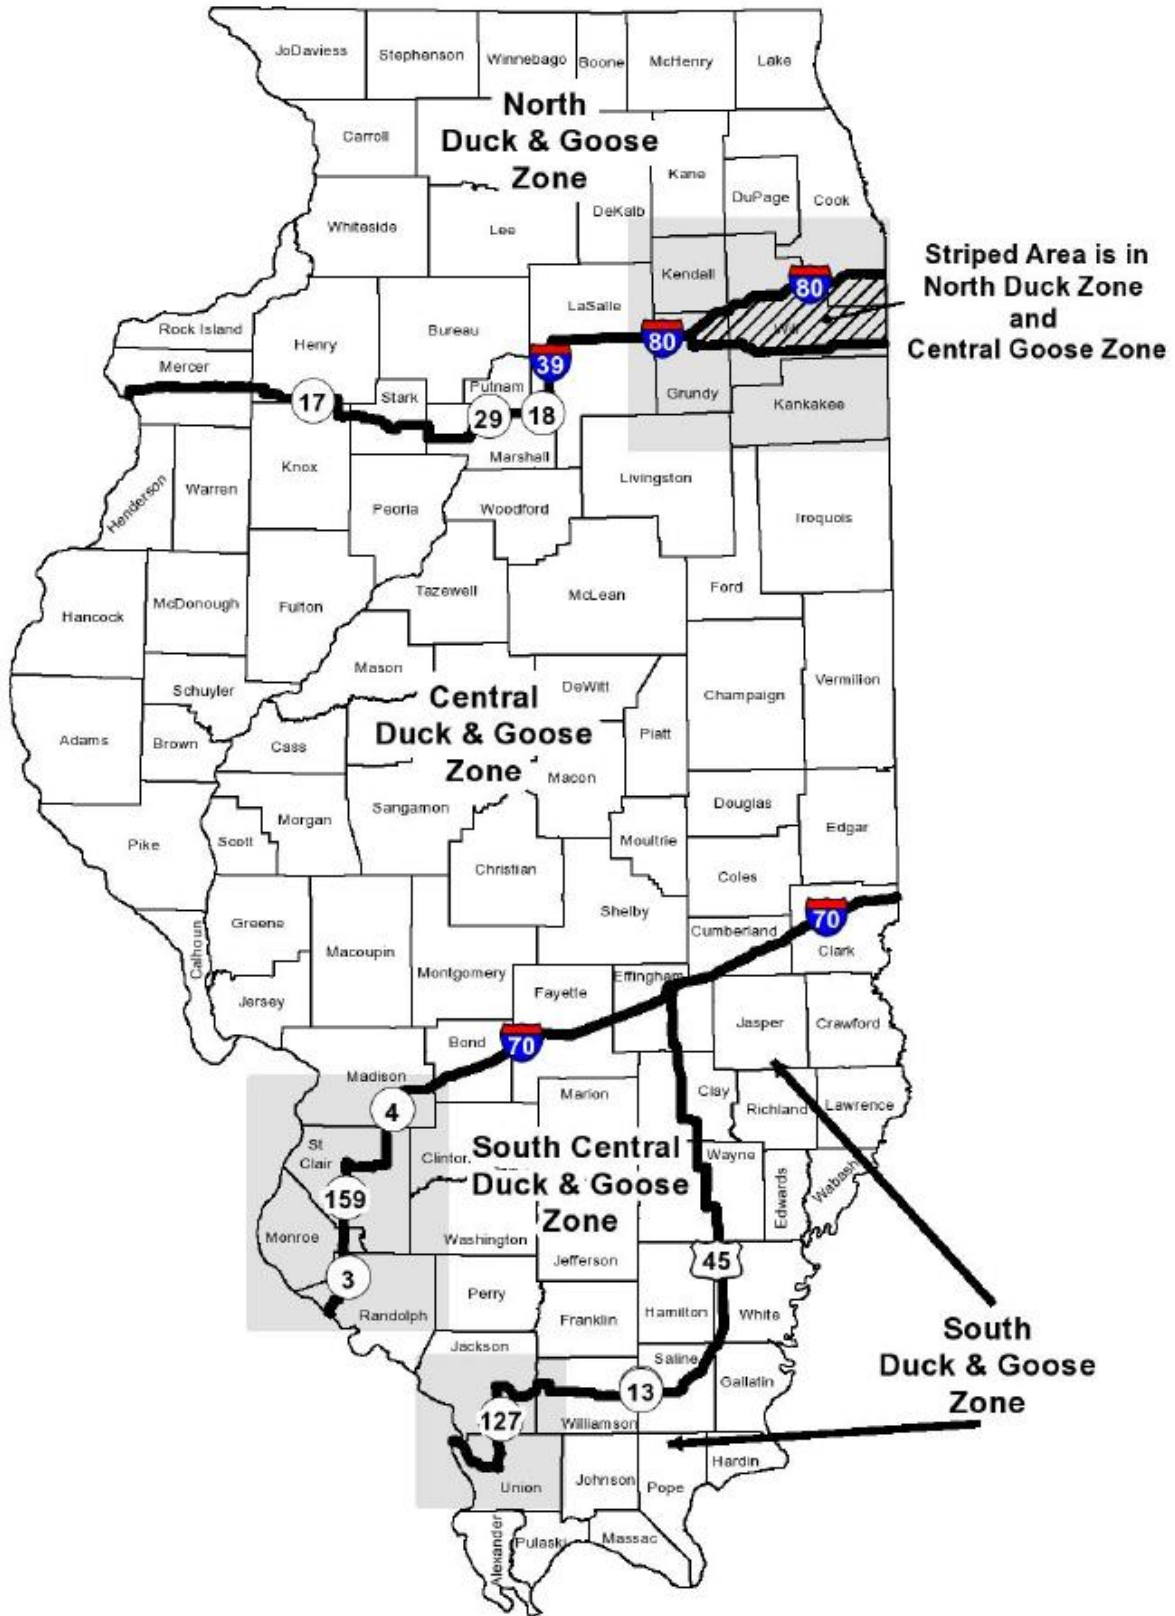 JoDaviess
Stephenson
Winnebago
Boone
McHenry
Lake
North
Duck & Goose
Zone
Carroll
Kane
DuPage
Cook
DeKalb
Whiteside
Lee
Striped Area is in
North Duck Zone
and
Central Goose Zone
Kendall
80
LaSalle
Will
Rock Island
Henry
Bureau
80
39
Mercer
17
Stark
Putnam
29
18
Grundy
Kankakee
Marshall
Knox
Livingston
Henderson
Warren
Peoria
Woodford
Iroquois
Hancock
McDonough
Fulton
Tazewell
McLean
Ford
Mason
Schuyler
DeWitt
Champaign
Vermilion
Central
Duck & Goose
Zone
Adams
Brown
Cass
Piatt
Macon
Sangamon
Morgan
Douglas
Edgar
Pike
Scott
Moultrie
Christian
Coles
Shelby
Greene
Cumberland
70
Clark
Calhoun
Macoupin
Montgomery
Effingham
Fayette
Jersey
Jasper
Crawford
Bond
70
Madison
4
Marion
Clay
Richland
Lawrence
St
Clair
Clinton
South Central
Duck & Goose
Zone
Wayne
Edwards
Wabash
159
Monroe
Washington
Jefferson
45
3
Randolph
Perry
Franklin
Hamilton
White
South
Duck & Goose
Zone
Jackson
Saline
Gallatin
13
127
Williamson
Hardin
Union
Johnson
Pope
Alexander
Pulaski
Massac